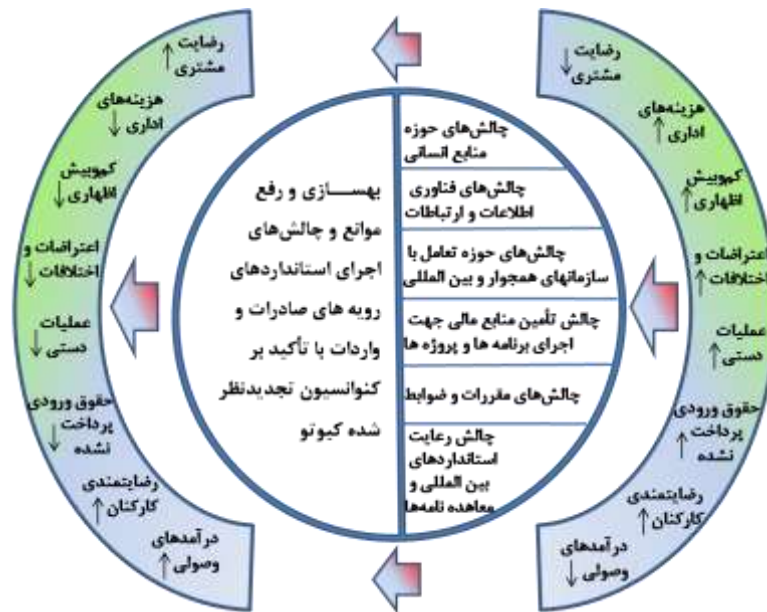 رضایت
مشتری ↓
هزینه‌های
اداری ↑
کم‌وبیش
اظهاری ↑
اعتراضات و
اختلافات ↑
عملیات
دستی ↑
حقوق ورودی
پرداخت
نشده ↑
رضایتمندی
کارکنان ↑
درآمدهای
وصولی ↓
چالش‌های حوزه
منابع انسانی
چالش‌های فناوری
اطلاعات و ارتباطات
چالش‌های حوزه تعامل با
سازمانهای همجوار و بین المللی
چالش تأمین منابع مالی جهت
اجرای برنامه ها و پروژه ها
چالش‌های مقررات و ضوابط
چالش رعایت
استانداردهای
بین المللی و
معاهده نامه‌ها
بهسازی و رفع
موانع و چالش‌های
اجرای استانداردهای
رویه های صادرات و
واردات با تأکید بر
کنوانسیون تجدیدنظر
شده کیوتو
رضایت
مشتری ↑
هزینه‌های
اداری ↓
کم‌وبیش
اظهاری ↓
اعتراضات و
اختلافات ↓
عملیات
دستی ↓
حقوق ورودی
پرداخت
نشده ↓
رضایتمندی
کارکنان ↑
درآمدهای
وصولی ↑